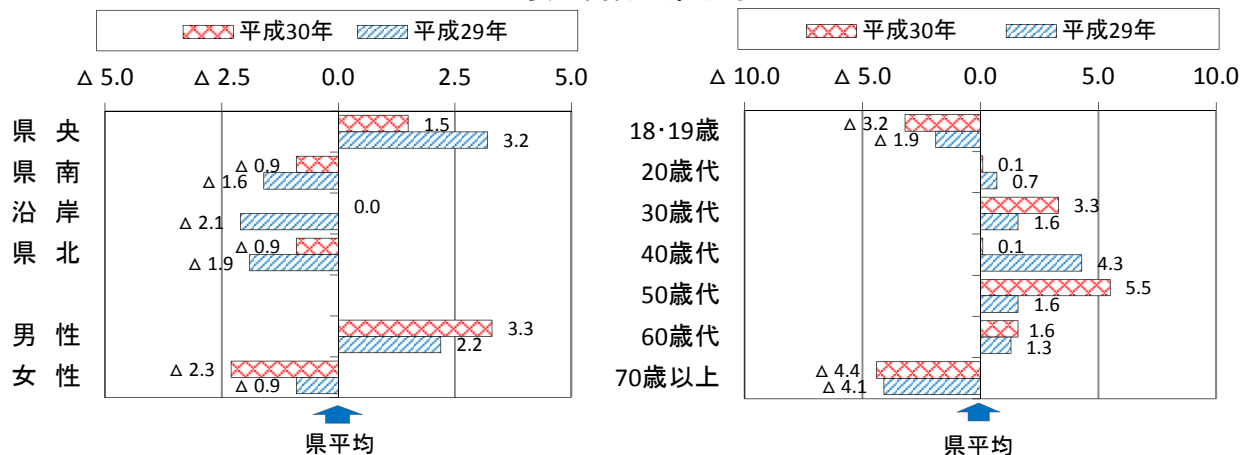 平成30年 平成29年
△ 5.0 △ 2.5 0.0 2.5 5.0
県 央 1.5
3.2
県 南 △ 0.9
△ 1.6
沿 岸 0.0
△ 2.1
県 北 △ 0.9
△ 1.9
男 性 3.3
2.2
女 性 △ 2.3
△ 0.9
県平均
平成30年 平成29年
△ 10.0 △ 5.0 0.0 5.0 10.0
18･19歳 △ 3.2
△ 1.9
20歳代 0.1
0.7
30歳代 3.3
1.6
40歳代 0.1
4.3
50歳代 5.5
1.6
60歳代 1.6
1.3
70歳以上 △ 4.4
△ 4.1
県平均